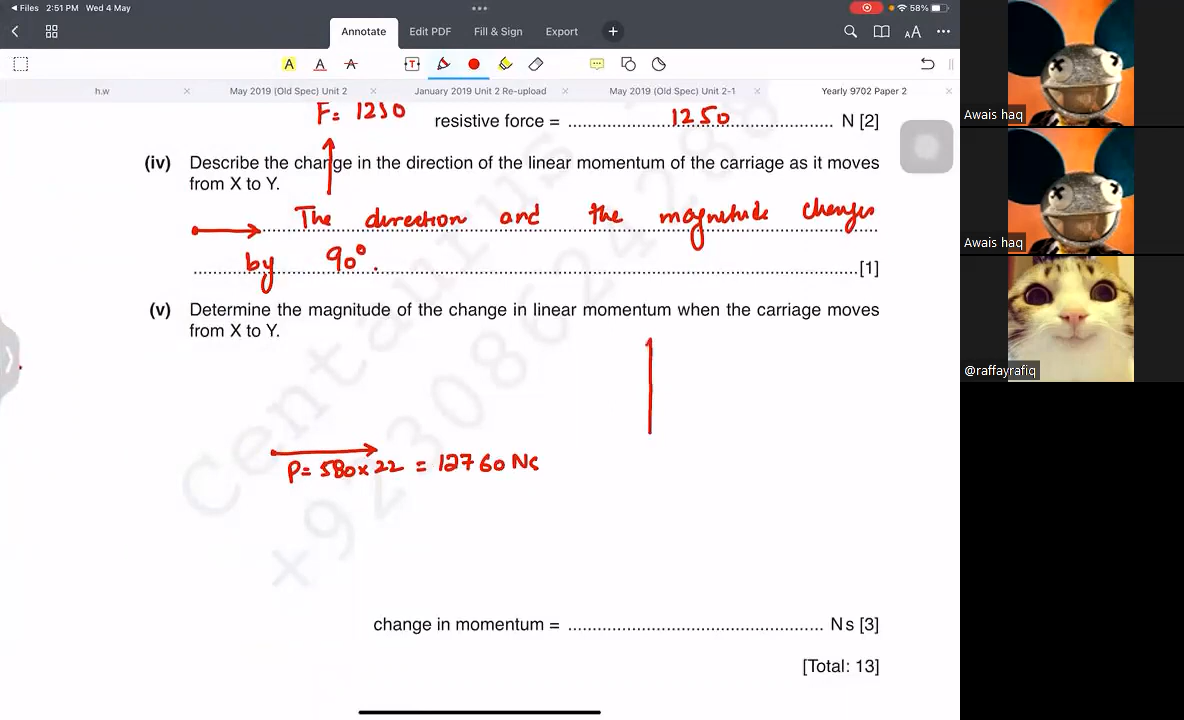 Files 2:51 PM Wed 4 May
58%
Annotate Edit PDF Fill & Sign Export
AA
A A A T
h.w May 2019 (Old Spec) Unit 2 January 2019 Unit 2 Re-upload May 2019 (Old Spec) Unit 2-1 Yearly 9702 Paper 2
F= 1250
resistive force = .......... 1250 .......... N [2]
(iv) Describe the change in the direction of the linear momentum of the carriage as it moves
from X to Y.
The direction and the magnitude changes
by 90°. [1]
(v) Determine the magnitude of the change in linear momentum when the carriage moves
from X to Y.
P= 580x22 = 12760 Ns
change in momentum = .......... Ns [3]
[Total: 13]
Centaurus
+92308624288
Awais haq
Awais haq
@raffayrafiq